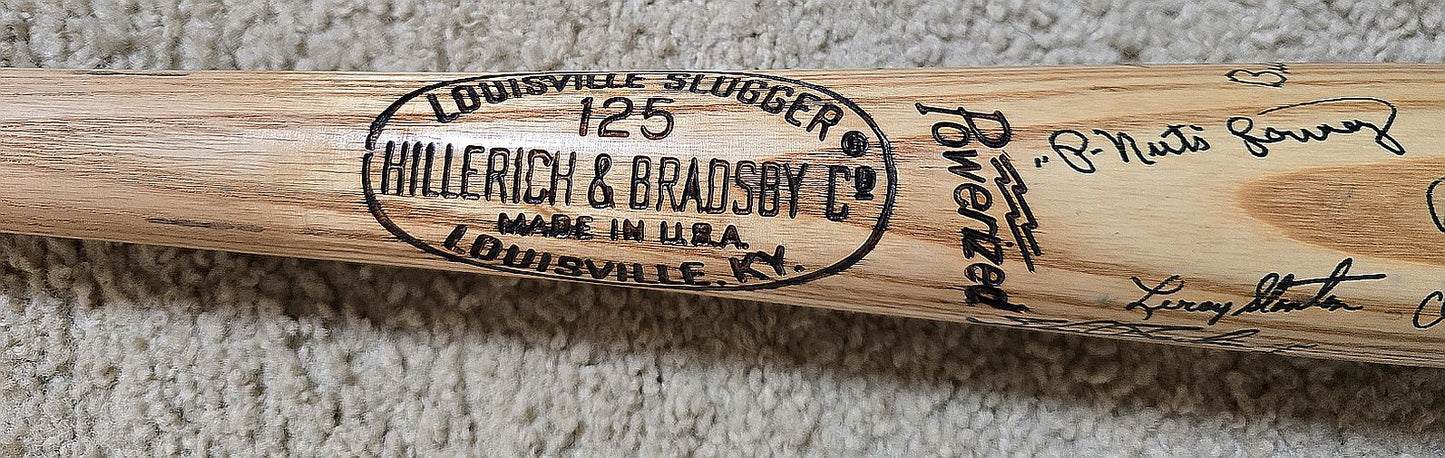 LOUISVILLE SLUGGER ®
125
HILLERICH & BRADSBY Cº
MADE IN U.S.A.
LOUISVILLE, KY.
Powerized
"P-Nuts" Lowrey
Leroy Stanton